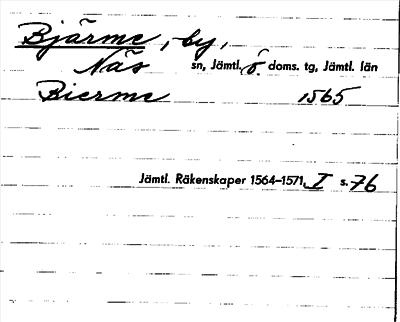 Bjärme, by,
Näs sn, Jämtl. ö. doms. tg, Jämtl. län
Bierme 1565
Jämtl. Räkenskaper 1564–1571, I s. 76